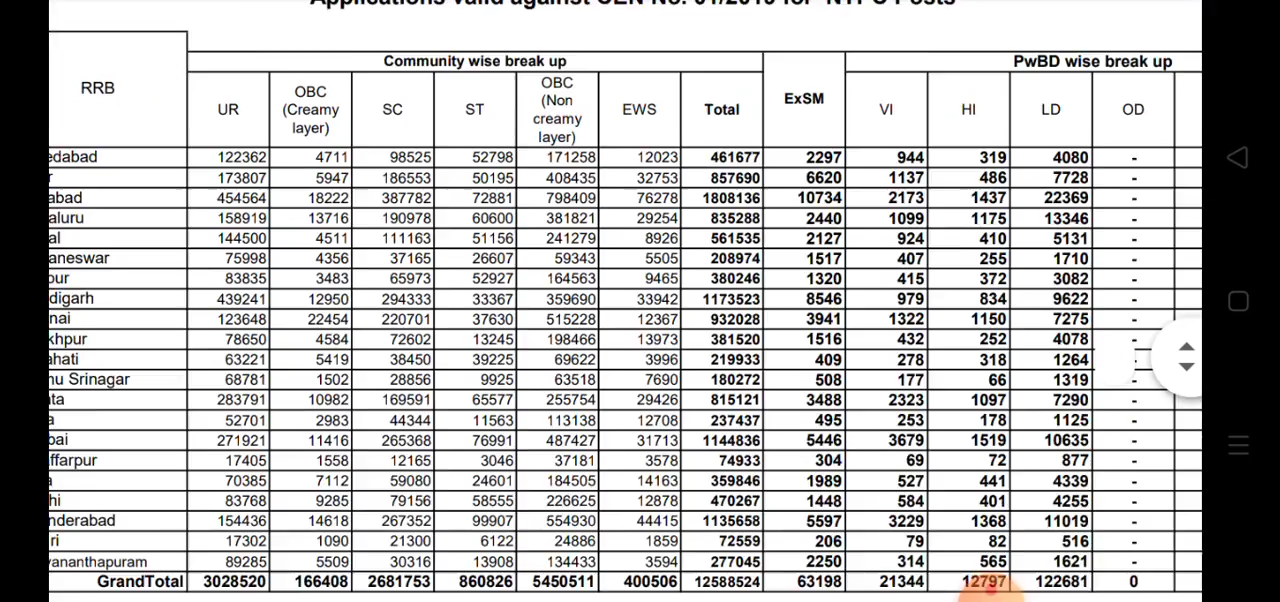 Applications valid against CEN No. 01/2019 for NTPC Posts
RRB Community wise break up ExSM PwBD wise break up
UR OBC (Creamy layer) SC ST OBC (Non creamy layer) EWS Total VI HI LD OD
edabad 122362 4711 98525 52798 171258 12023 461677 2297 944 319 4080 -
r 173807 5947 186553 50195 408435 32753 857690 6620 1137 486 7728 -
abad 454564 18222 387782 72881 798409 76278 1808136 10734 2173 1437 22369 -
aluru 158919 13716 190978 60600 381821 29254 835288 2440 1099 1175 13346 -
al 144500 4511 111163 51156 241279 8926 561535 2127 924 410 5131 -
aneswar 75998 4356 37165 26607 59343 5505 208974 1517 407 255 1710 -
pur 83835 3483 65973 52927 164563 9465 380246 1320 415 372 3082 -
digarh 439241 12950 294333 33367 359690 33942 1173523 8546 979 834 9622 -
nai 123648 22454 220701 37630 515228 12367 932028 3941 1322 1150 7275 -
khpur 78650 4584 72602 13245 198466 13973 381520 1516 432 252 4078 -
ahati 63221 5419 38450 39225 69622 3996 219933 409 278 318 1264 -
nu Srinagar 68781 1502 28856 9925 63518 7690 180272 508 177 66 1319 -
ata 283791 10982 169591 65577 255754 29426 815121 3488 2323 1097 7290 -
a 52701 2983 44344 11563 113138 12708 237437 495 253 178 1125 -
bai 271921 11416 265368 76991 487427 31713 1144836 5446 3679 1519 10635 -
affarpur 17405 1558 12165 3046 37181 3578 74933 304 69 72 877 -
a 70385 7112 59080 24601 184505 14163 359846 1989 527 441 4339 -
hi 83768 9285 79156 58555 226625 12878 470267 1448 584 401 4255 -
nderabad 154436 14618 267352 99907 554930 44415 1135658 5597 3229 1368 11019 -
ri 17302 1090 21300 6122 24886 1859 72559 206 79 82 516 -
vananthapuram 89285 5509 30316 13908 134433 3594 277045 2250 314 565 1621 -
GrandTotal 3028520 166408 2681753 860826 5450511 400506 12588524 63198 21344 12797 122681 0